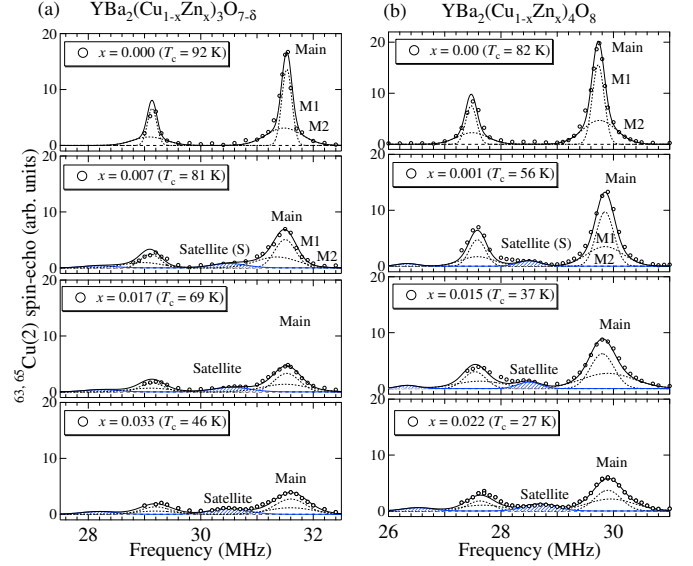 (a) YBa₂(Cu₁₋ₓZnₓ)₃O₇₋δ
20
10
0
x = 0.000 (Tc = 92 K)
Main
M1
M2
20
10
0
x = 0.007 (Tc = 81 K)
Main
Satellite (S)
M1
M2
20
10
0
x = 0.017 (Tc = 69 K)
Main
Satellite
20
10
0
x = 0.033 (Tc = 46 K)
Main
Satellite
28 30 32
Frequency (MHz)
63, 65Cu(2) spin-echo (arb. units)
(b) YBa₂(Cu₁₋ₓZnₓ)₄O₈
20
10
0
x = 0.00 (Tc = 82 K)
Main
M1
M2
20
10
0
x = 0.001 (Tc = 56 K)
Main
Satellite (S)
M1
M2
20
10
0
x = 0.015 (Tc = 37 K)
Main
Satellite
20
10
0
x = 0.022 (Tc = 27 K)
Main
Satellite
26 28 30
Frequency (MHz)